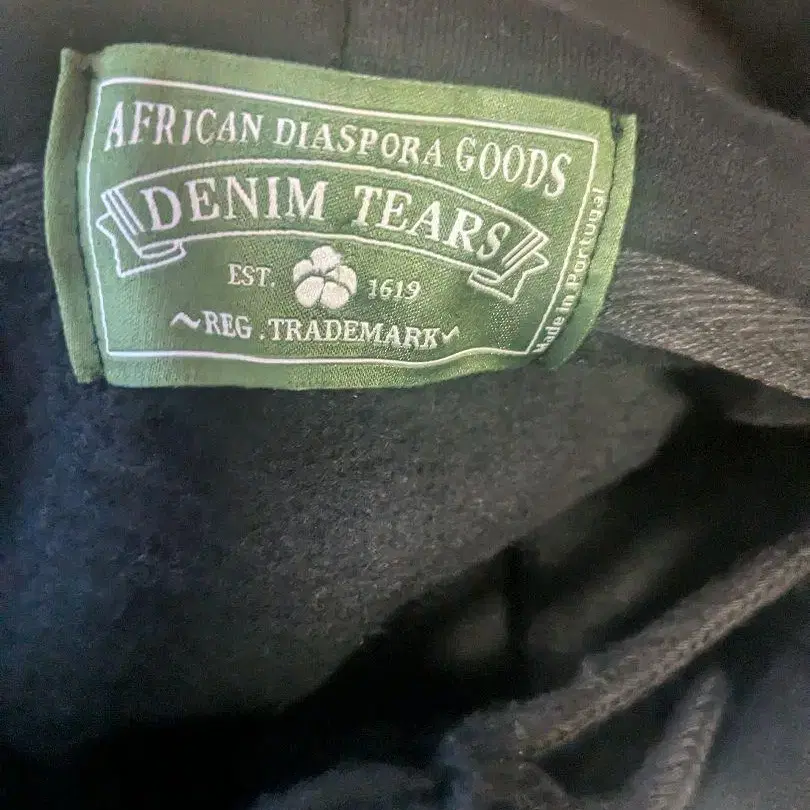 AFRICAN DIASPORA GOODS
DENIM TEARS
EST. 1619
~REG.TRADEMARK~
Made in Portugal